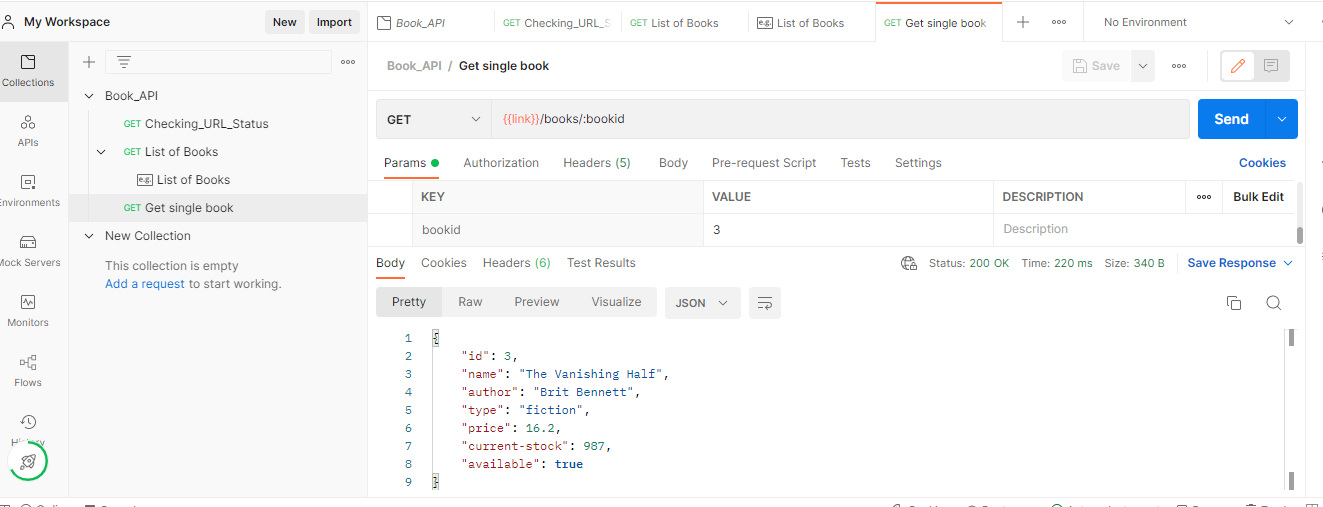 My Workspace
New
Import
Book_API
GET Checking_URL_S
GET List of Books
e.g. List of Books
GET Get single book
No Environment
Collections
APIs
Environments
Mock Servers
Monitors
Flows
History
Book_API
GET Checking_URL_Status
GET List of Books
e.g. List of Books
GET Get single book
New Collection
This collection is empty
Add a request to start working.
Book_API / Get single book
Save
GET
{{link}}/books/:bookid
Send
Params
Authorization
Headers (5)
Body
Pre-request Script
Tests
Settings
Cookies
KEY
VALUE
DESCRIPTION
Bulk Edit
bookid
3
Description
Body
Cookies
Headers (6)
Test Results
Status: 200 OK
Time: 220 ms
Size: 340 B
Save Response
Pretty
Raw
Preview
Visualize
JSON
1 {
2 "id": 3,
3 "name": "The Vanishing Half",
4 "author": "Brit Bennett",
5 "type": "fiction",
6 "price": 16.2,
7 "current-stock": 987,
8 "available": true
9 }